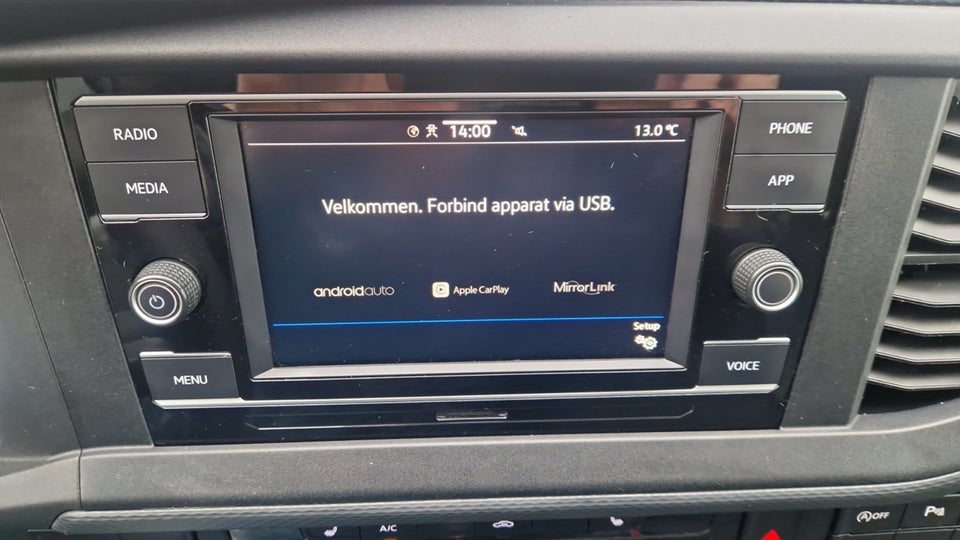 RADIO
MEDIA
MENU
14:00
13.0°C
Velkommen. Forbind apparat via USB.
androidauto
Apple CarPlay
MirrorLink
Setup
PHONE
APP
VOICE
A/C
OFF
P